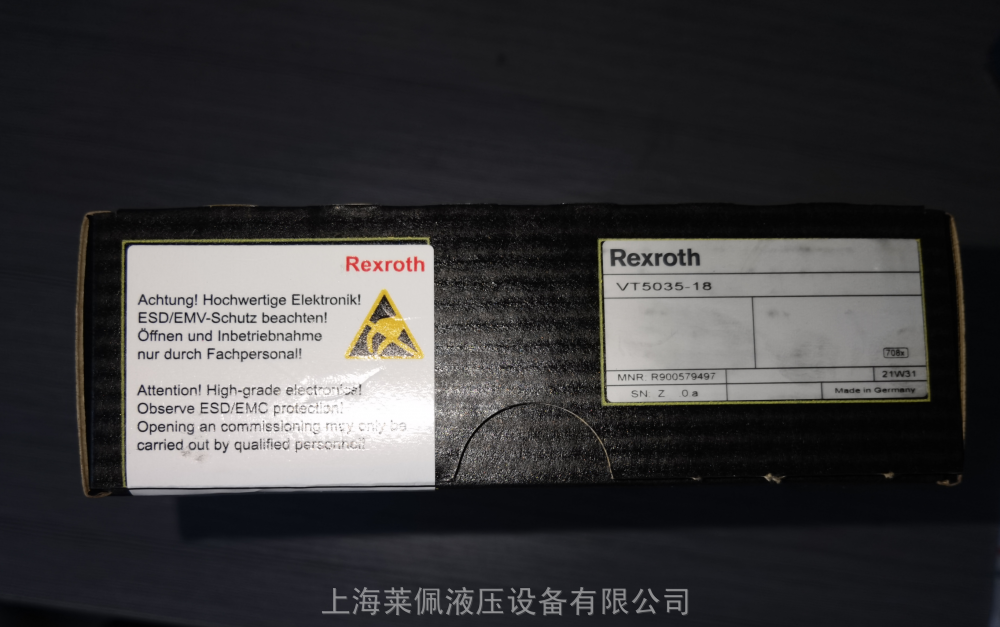 Rexroth
Achtung! Hochwertige Elektronik!
ESD/EMV-Schutz beachten!
Öffnen und Inbetriebnahme
nur durch Fachpersonal!
Attention! High-grade electronical
Observe ESD/EMC protection!
Opening an commissioning may only be
carried out by qualified personnel!
Rexroth
VT5035-18
708x
MNR: R900579497
21W31
SN: Z 0.a
Made in Germany
上海莱佩液压设备有限公司